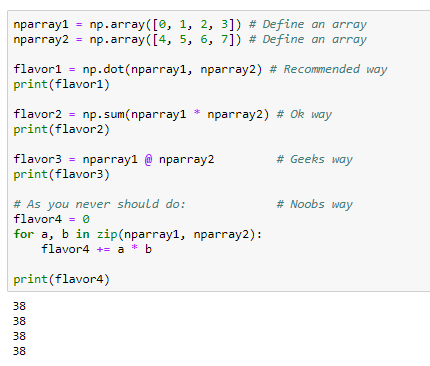 nparray1 = np.array([0, 1, 2, 3]) # Define an array
nparray2 = np.array([4, 5, 6, 7]) # Define an array
flavor1 = np.dot(nparray1, nparray2) # Recommended way
print(flavor1)
flavor2 = np.sum(nparray1 * nparray2) # Ok way
print(flavor2)
flavor3 = nparray1 @ nparray2         # Geeks way
print(flavor3)
# As you never should do:             # Noobs way
flavor4 = 0
for a, b in zip(nparray1, nparray2):
    flavor4 += a * b
print(flavor4)
38
38
38
38